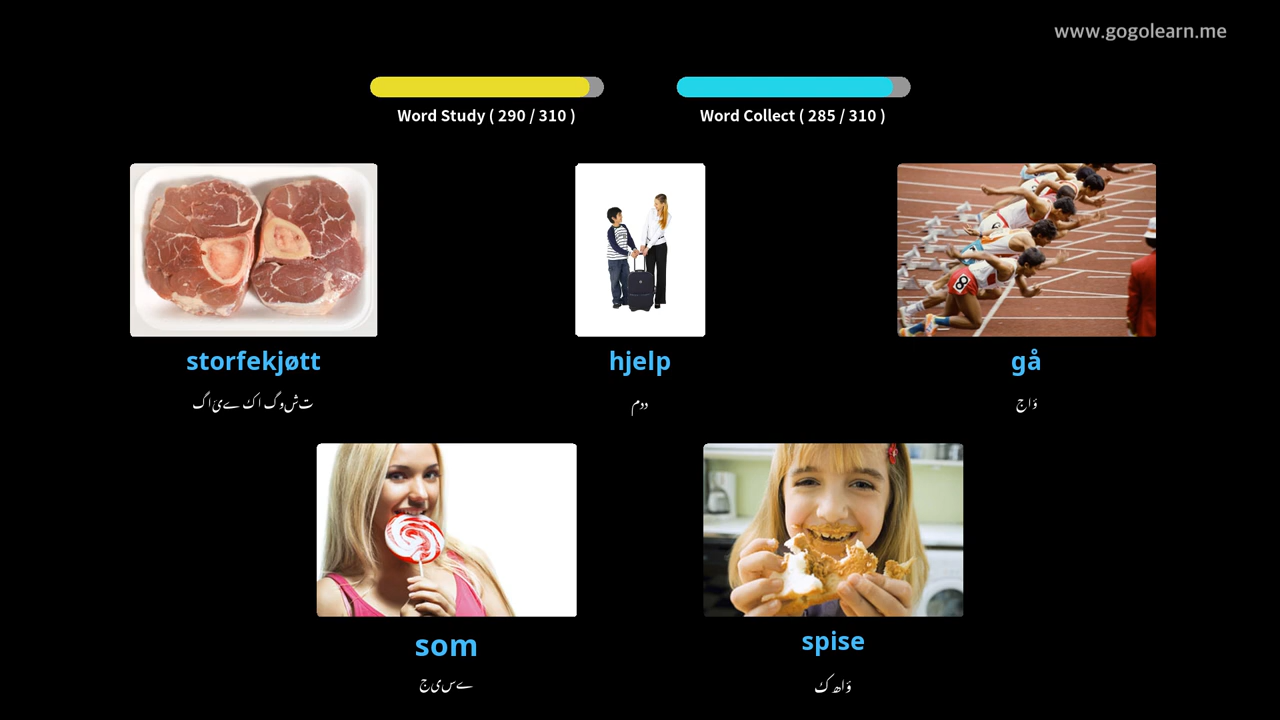 www.gogolearn.me
Word Study ( 290 / 310 )
Word Collect ( 285 / 310 )
storfekjøtt
تشوگ اک ےئاگ
hjelp
ددم
gå
ؤاج
som
ےسیج
spise
ؤاھک